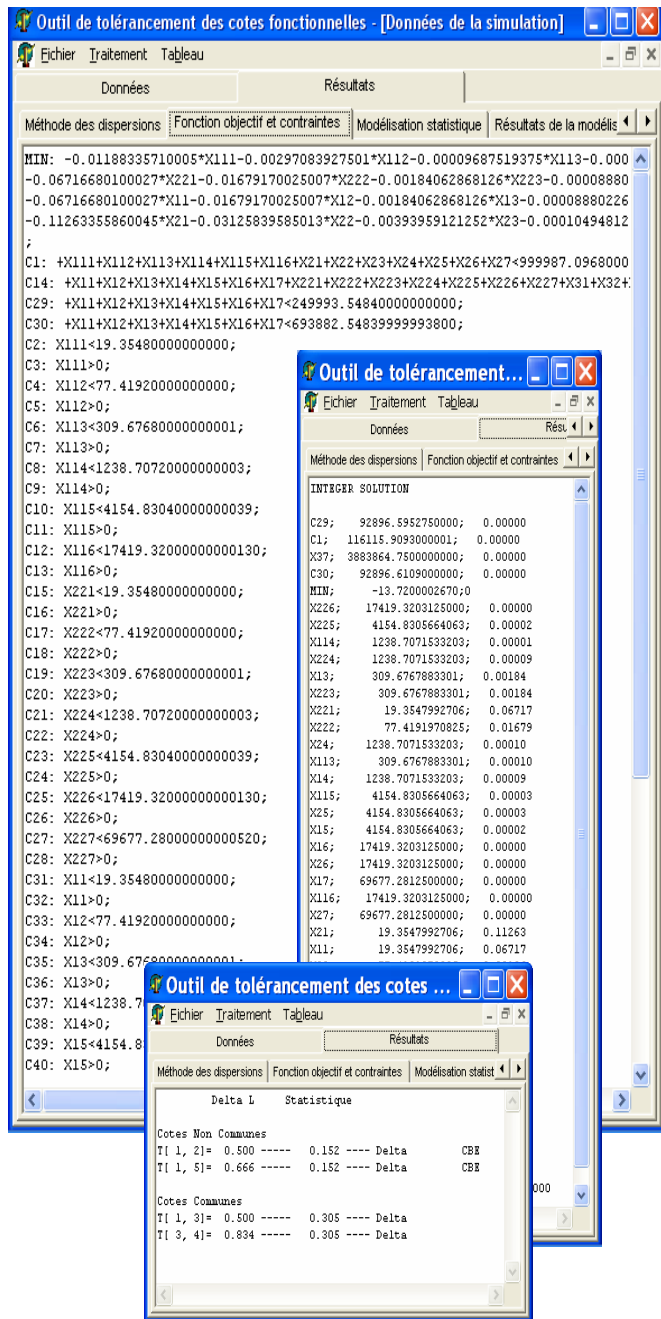 Outil de tolérancement des cotes fonctionnelles - [Données de la simulation]
Fichier Traitement Tableau
Données Résultats
Méthode des dispersions Fonction objectif et contraintes Modélisation statistique Résultats de la modélis
MIN: -0.01188335710005*X111-0.00297083927501*X112-0.00009687519375*X113-0.000
-0.06716680100027*X221-0.01679170025007*X222-0.00184062868126*X223-0.00008880
-0.06716680100027*X11-0.01679170025007*X12-0.00184062868126*X13-0.00008880226
-0.11263355860045*X21-0.03125839585013*X22-0.00393959121252*X23-0.00010494812
;
C1: +X111+X112+X113+X114+X115+X116+X21+X22+X23+X24+X25+X26+X27<999987.0968000
C14: +X11+X12+X13+X14+X15+X16+X17+X221+X222+X223+X224+X225+X226+X227+X31+X32+
C29: +X11+X12+X13+X14+X15+X16+X17<249993.54840000000000;
C30: +X11+X12+X13+X14+X15+X16+X17<693882.54839999993800;
C2: X111<19.35480000000000;
C3: X111>0;
C4: X112<77.41920000000000;
C5: X112>0;
C6: X113<309.67680000000001;
C7: X113>0;
C8: X114<1238.70720000000003;
C9: X114>0;
C10: X115<4154.83040000000039;
C11: X115>0;
C12: X116<17419.32000000000130;
C13: X116>0;
C15: X221<19.35480000000000;
C16: X221>0;
C17: X222<77.41920000000000;
C18: X222>0;
C19: X223<309.67680000000001;
C20: X223>0;
C21: X224<1238.70720000000003;
C22: X224>0;
C23: X225<4154.83040000000039;
C24: X225>0;
C25: X226<17419.32000000000130;
C26: X226>0;
C27: X227<69677.28000000000520;
C28: X227>0;
C31: X11<19.35480000000000;
C32: X11>0;
C33: X12<77.41920000000000;
C34: X12>0;
C35: X13<309.67680000000001;
C36: X13>0;
C37: X14<1238.7
C38: X14>0;
C39: X15<4154.8
C40: X15>0;
Outil de tolérancement...
Fichier Traitement Tableau
Données Résu
Méthode des dispersions Fonction objectif et contraintes
INTEGER SOLUTION
C29; 92896.5952750000; 0.00000
C1; 116115.9093000001; 0.00000
X37; 3883864.7500000000; 0.00000
C30; 92896.6109000000; 0.00000
MIN; -13.7200002670;0
X226; 17419.3203125000; 0.00000
X225; 4154.8305664063; 0.00002
X114; 1238.7071533203; 0.00001
X224; 1238.7071533203; 0.00009
X13; 309.6767883301; 0.00184
X223; 309.6767883301; 0.00184
X221; 19.3547992706; 0.06717
X222; 77.4191970825; 0.01679
X24; 1238.7071533203; 0.00010
X113; 309.6767883301; 0.00010
X14; 1238.7071533203; 0.00009
X115; 4154.8305664063; 0.00003
X25; 4154.8305664063; 0.00003
X15; 4154.8305664063; 0.00002
X16; 17419.3203125000; 0.00000
X26; 17419.3203125000; 0.00000
X17; 69677.2812500000; 0.00000
X116; 17419.3203125000; 0.00000
X27; 69677.2812500000; 0.00000
X21; 19.3547992706; 0.11263
X11; 19.3547992706; 0.06717
000
Outil de tolérancement des cotes ...
Fichier Traitement Tableau
Données Résultats
Méthode des dispersions Fonction objectif et contraintes Modélisation statist
Delta L Statistique
Cotes Non Communes
T[ 1, 2]= 0.500 ----- 0.152 ---- Delta CBE
T[ 1, 5]= 0.666 ----- 0.152 ---- Delta CBE
Cotes Communes
T[ 1, 3]= 0.500 ----- 0.305 ---- Delta
T[ 3, 4]= 0.834 ----- 0.305 ---- Delta